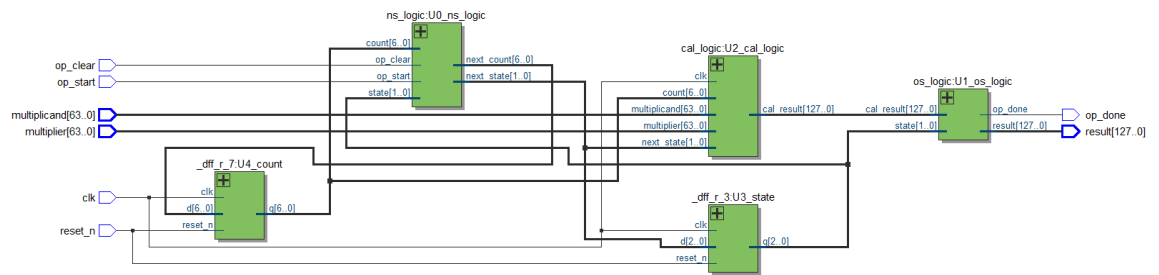 ns_logic:U0_ns_logic
count[6..0]
op_clear
op_start
state[1..0]
next_count[6..0]
next_state[1..0]
op_clear
op_start
multiplicand[63..0]
multiplier[63..0]
cal_logic:U2_cal_logic
clk
count[6..0]
multiplicand[63..0]
multiplier[63..0]
next_state[1..0]
cal_result[127..0]
os_logic:U1_os_logic
cal_result[127..0]
state[1..0]
op_done
result[127..0]
op_done
result[127..0]
_dff_r_7:U4_count
clk
d[6..0]
reset_n
q[6..0]
clk
reset_n
_dff_r_3:U3_state
clk
d[2..0]
reset_n
q[2..0]